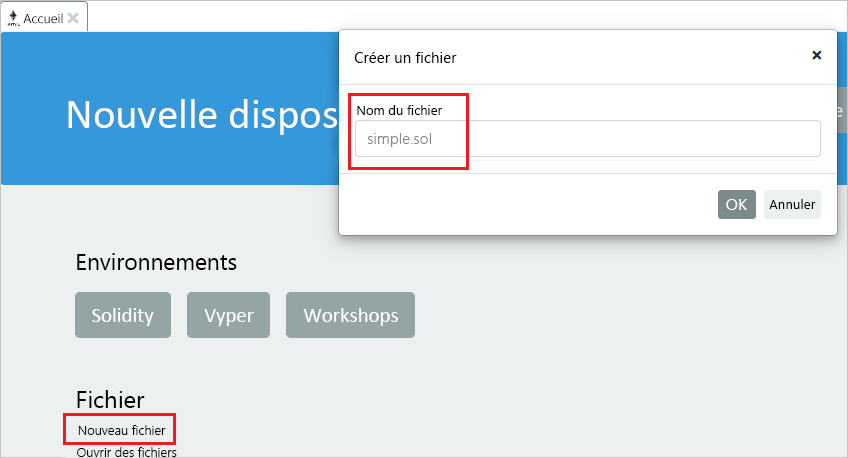 Accueil
Créer un fichier
Nouvelle dispos
Nom du fichier
simple.sol
e
OK
Annuler
Environnements
Solidity
Vyper
Workshops
Fichier
Nouveau fichier
Ouvrir des fichiers